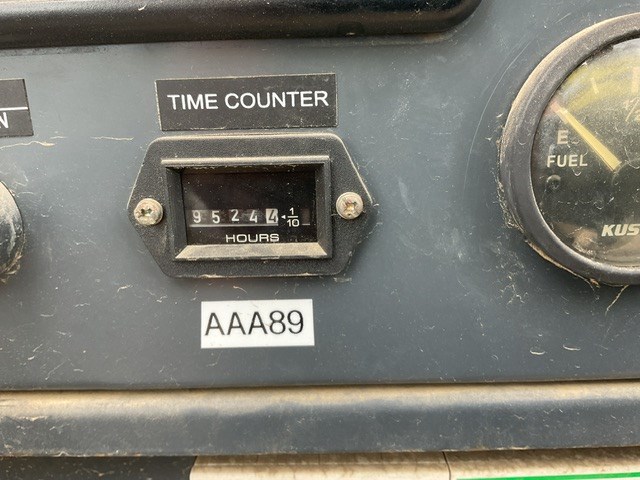 TIME COUNTER
N
E
FUEL
95244 1/10
HOURS
KUS
AAA89